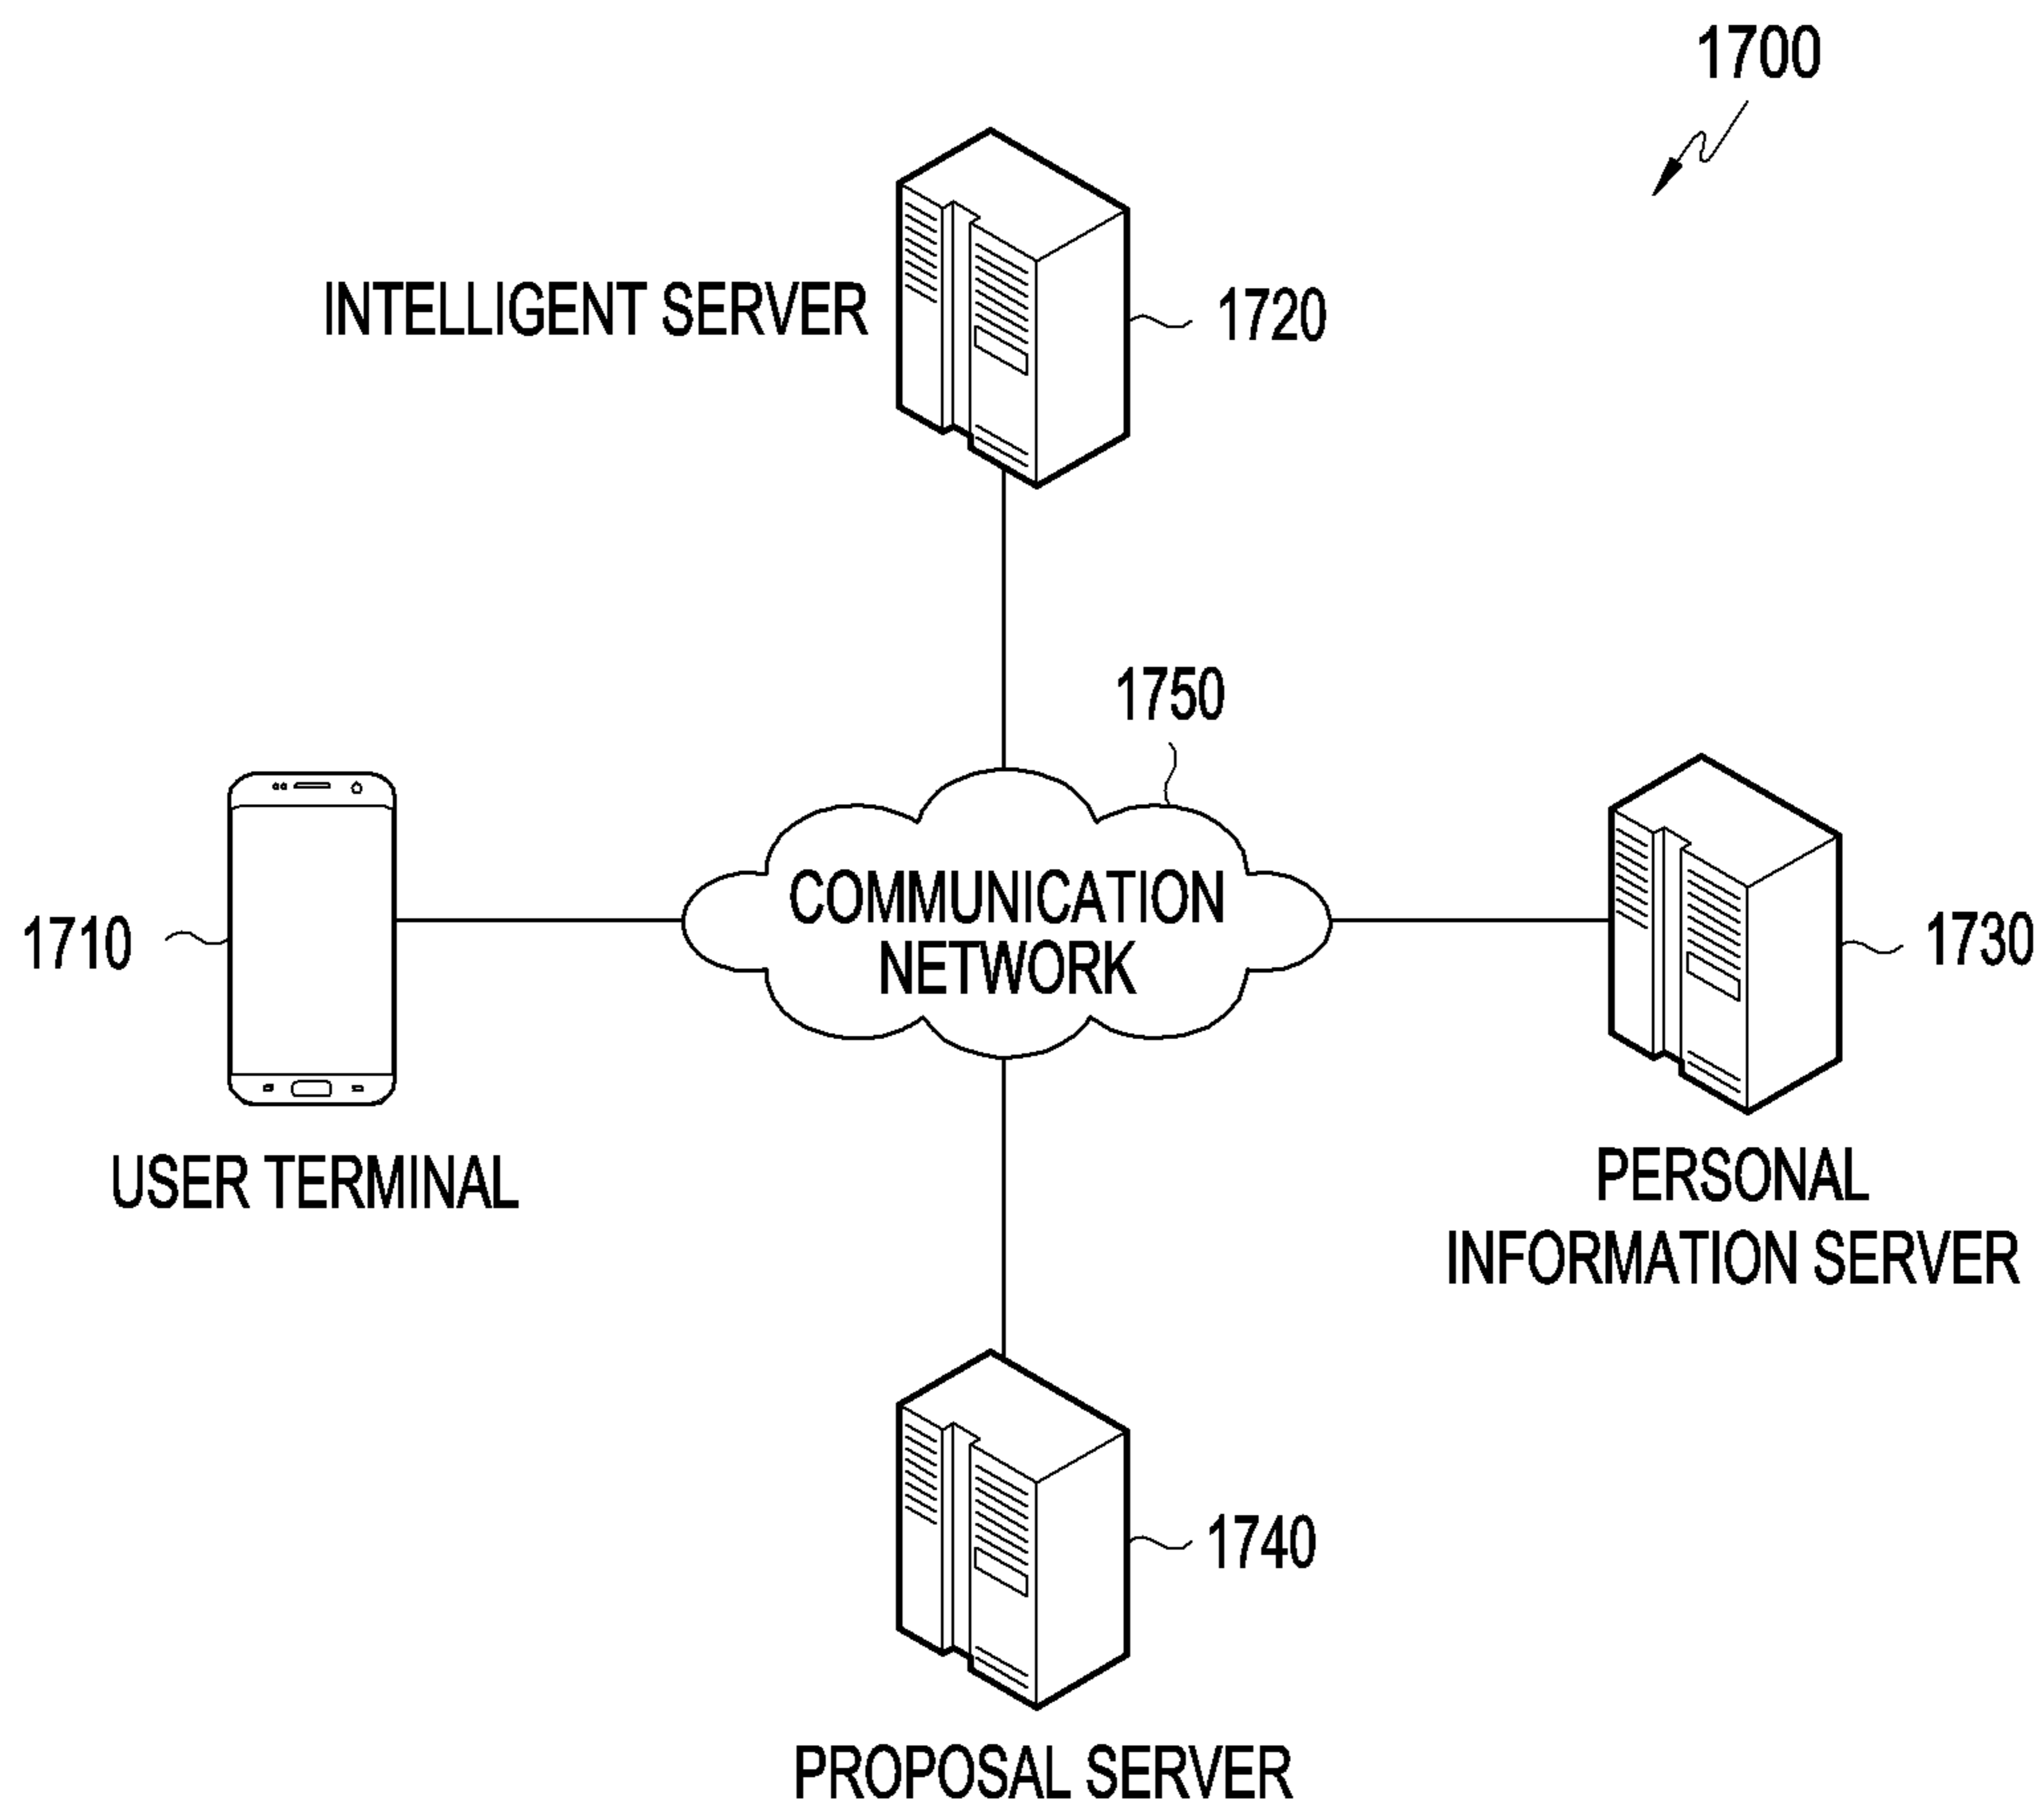 1700
INTELLIGENT SERVER
1720
1750
COMMUNICATION
NETWORK
1710
1730
USER TERMINAL
PERSONAL
INFORMATION SERVER
1740
PROPOSAL SERVER